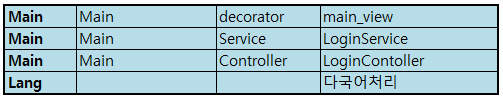 Main Main decorator main_view
Main Main Service LoginService
Main Main Controller LoginContoller
Lang 다국어처리